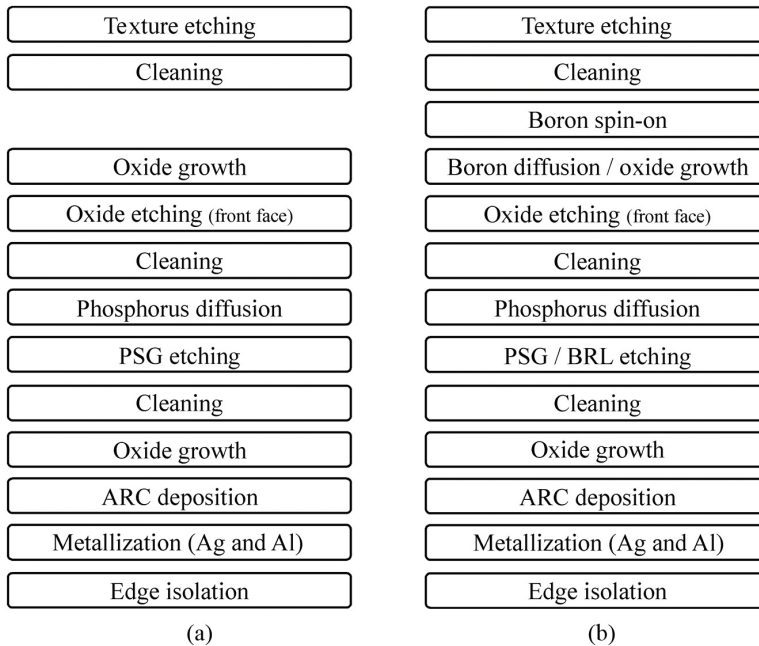 Texture etching
Cleaning
Oxide growth
Oxide etching (front face)
Cleaning
Phosphorus diffusion
PSG etching
Cleaning
Oxide growth
ARC deposition
Metallization (Ag and Al)
Edge isolation
(a)
Texture etching
Cleaning
Boron spin-on
Boron diffusion / oxide growth
Oxide etching (front face)
Cleaning
Phosphorus diffusion
PSG / BRL etching
Cleaning
Oxide growth
ARC deposition
Metallization (Ag and Al)
Edge isolation
(b)